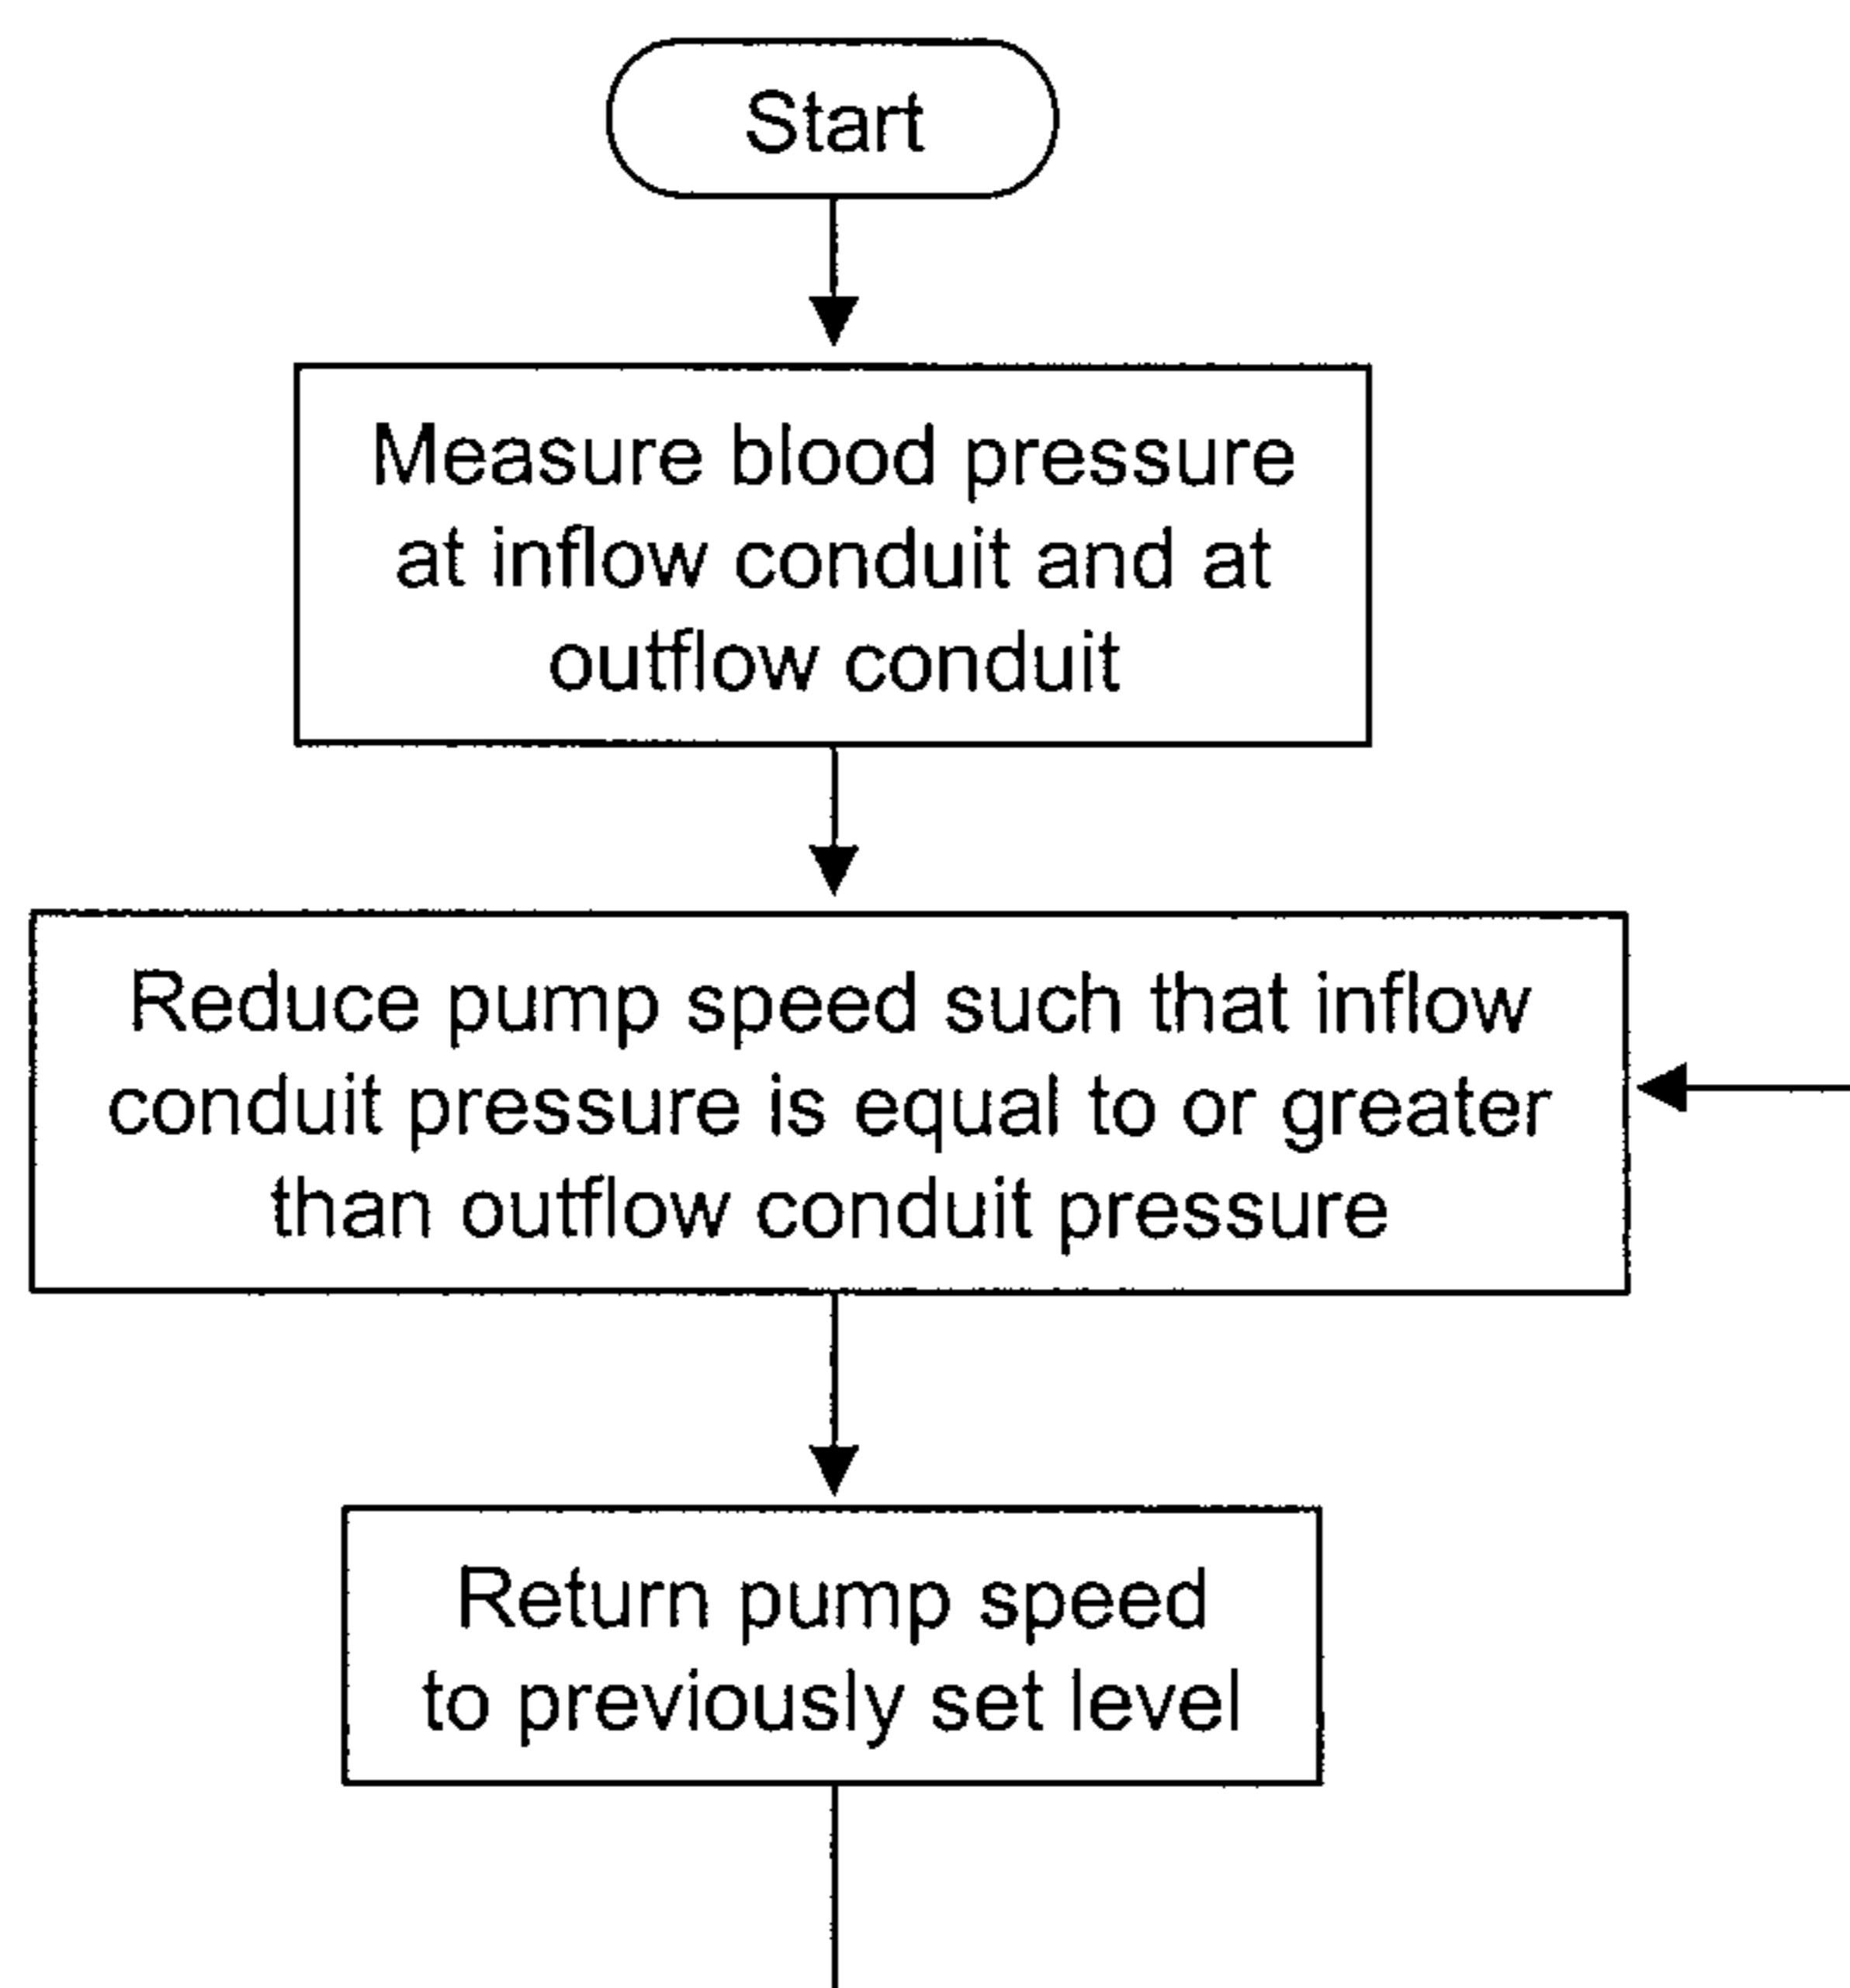 Start
Measure blood pressure
at inflow conduit and at
outflow conduit
Reduce pump speed such that inflow
conduit pressure is equal to or greater
than outflow conduit pressure
Return pump speed
to previously set level